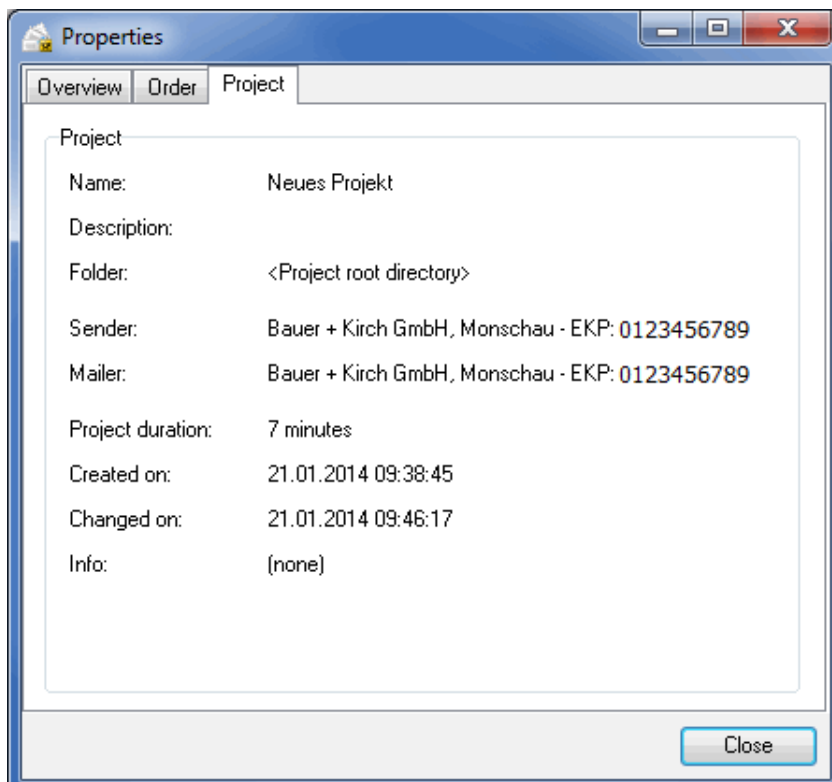 Properties
Overview Order Project
Project
Name: Neues Projekt
Description:
Folder: <Project root directory>
Sender: Bauer + Kirch GmbH, Monschau - EKP: 0123456789
Mailer: Bauer + Kirch GmbH, Monschau - EKP: 0123456789
Project duration: 7 minutes
Created on: 21.01.2014 09:38:45
Changed on: 21.01.2014 09:46:17
Info: (none)
Close